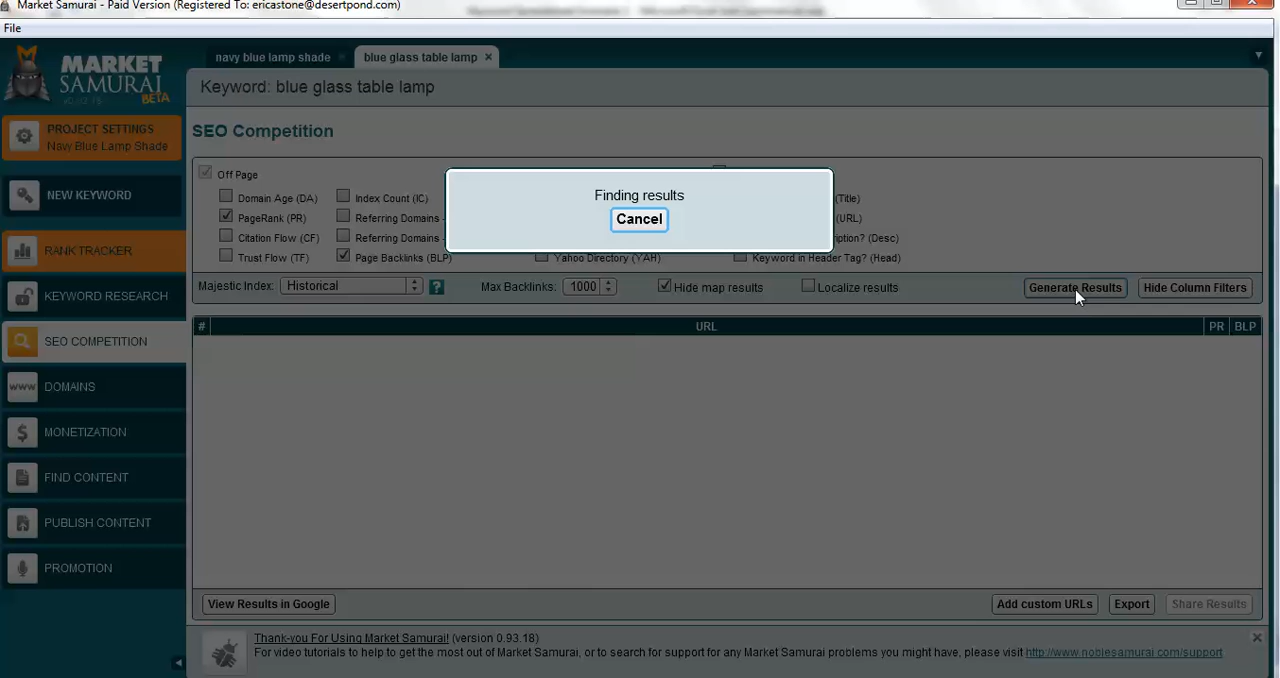 Market Samurai - Paid Version (Registered To: ericastone@desertpond.com)
File
MARKET SAMURAI BETA
navy blue lamp shade ×
blue glass table lamp ×
Keyword: blue glass table lamp
PROJECT SETTINGS
Navy Blue Lamp Shade
NEW KEYWORD
RANK TRACKER
KEYWORD RESEARCH
SEO COMPETITION
DOMAINS
MONETIZATION
FIND CONTENT
PUBLISH CONTENT
PROMOTION
SEO Competition
Off Page
Domain Age (DA)
Index Count (IC)
(Title)
PageRank (PR)
Referring Domains -
(URL)
Citation Flow (CF)
Referring Domains -
(Desc)
Trust Flow (TF)
Page Backlinks (BLP)
Yahoo Directory (YAH)
Keyword in Header Tag? (Head)
Majestic Index: Historical ?
Max Backlinks: 1000
Hide map results
Localize results
Generate Results
Hide Column Filters
Finding results
Cancel
# URL PR BLP
View Results in Google
Add custom URLs
Export
Share Results
Thank-you For Using Market Samurai! (version 0.93.18)
For video tutorials to help to get the most out of Market Samurai, or to search for support for any Market Samurai problems you might have, please visit http://www.noblesamurai.com/support